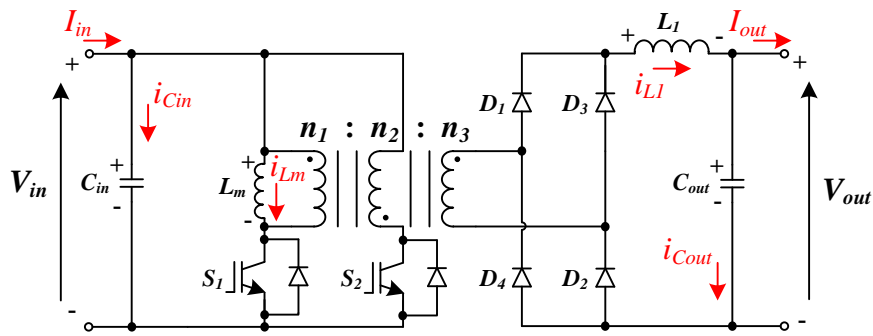 I_in L_1 I_out
+ + - +
i_Cin n_1 : n_2 : n_3 D_1 D_3 i_L1 +
V_in + C_in - + L_m - i_Lm C_out + - V_out
S_1 S_2 D_4 D_2 i_Cout
- -